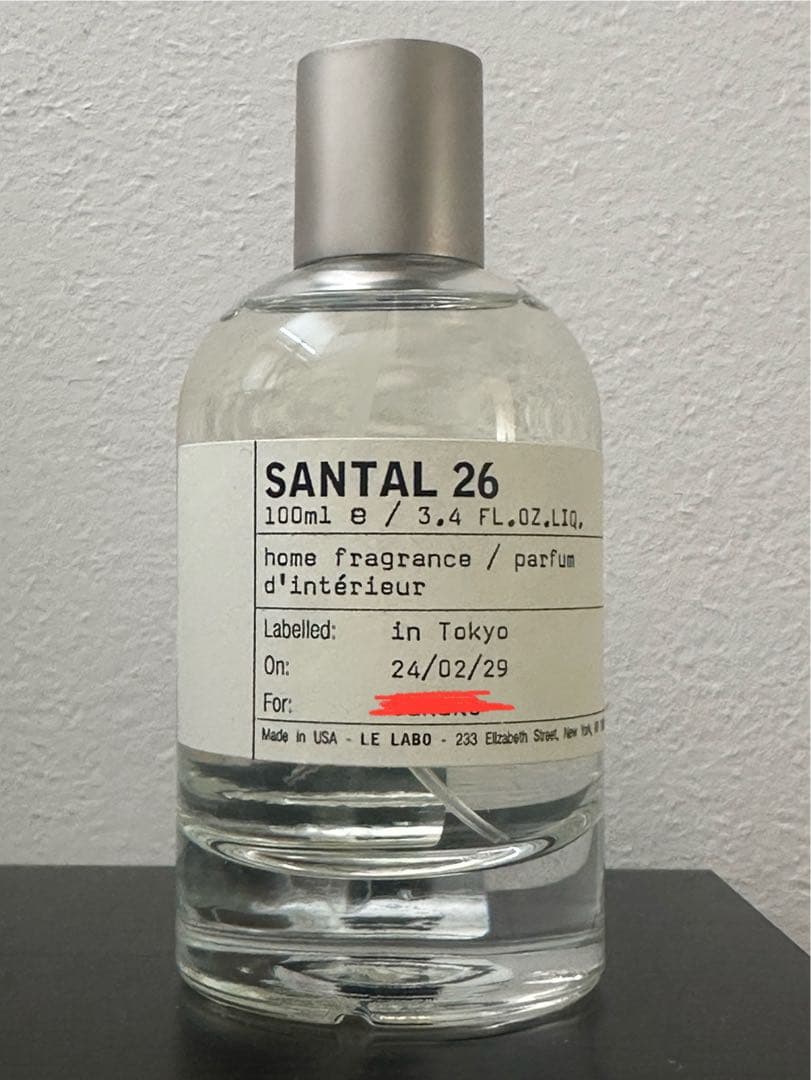 SANTAL 26
100ml e / 3.4 FL.OZ.LIQ.
home fragrance / parfum
d'intérieur
Labelled: in Tokyo
On: 24/02/29
For:
Made in USA - LE LABO - 233 Elizabeth Street, New York,